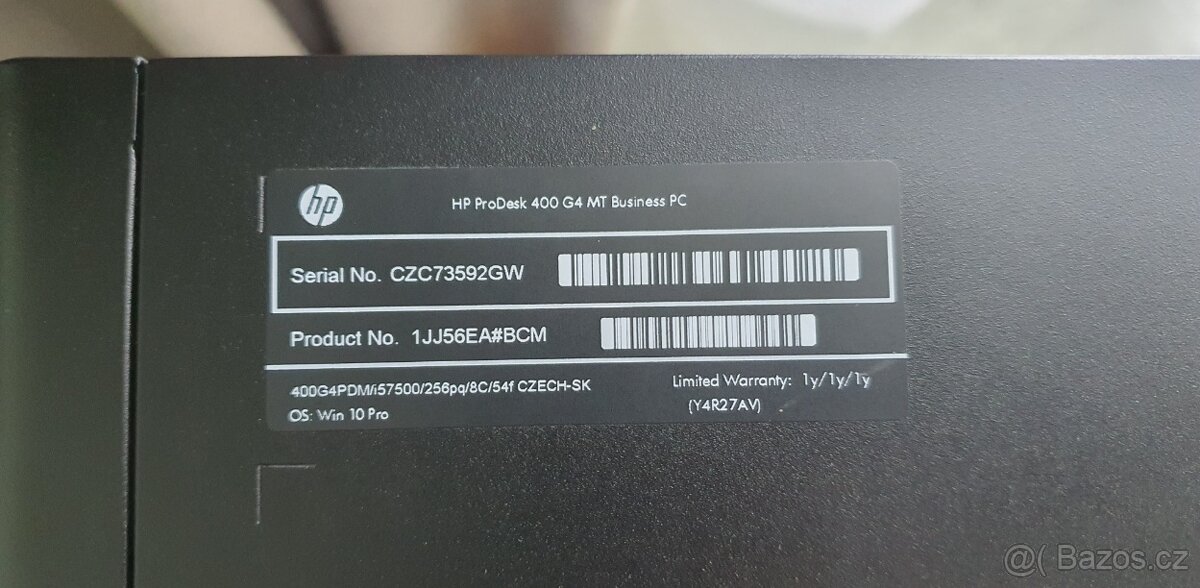 hp
HP ProDesk 400 G4 MT Business PC
Serial No. CZC73592GW
Product No. 1JJ56EA#BCM
400G4PDM/i57500/256pq/8C/54f CZECH-SK
OS: Win 10 Pro
Limited Warranty: 1y/1y/1y
(Y4R27AV)
@( Bazos.cz